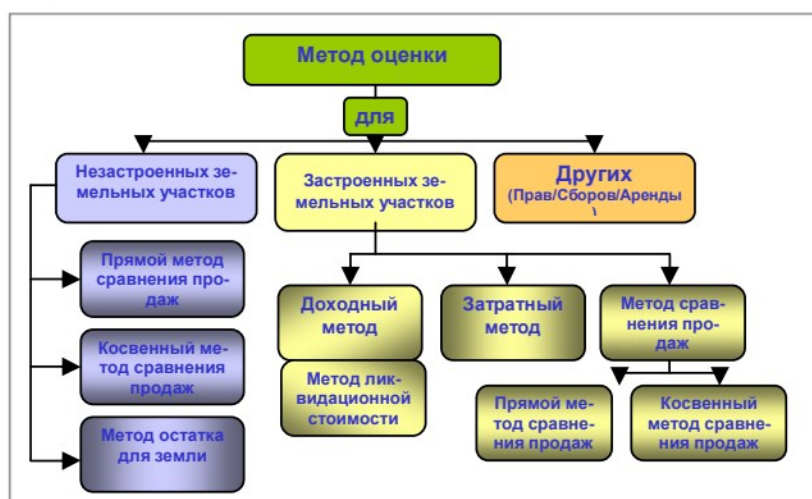 Метод оценки
для
Незастроенных зе-
мельных участков
Застроенных зе-
мельных участков
Других
(Прав/Сборов/Аренды
)
Прямой метод
сравнения про-
даж
Косвенный ме-
тод сравнения
продаж
Метод остатка
для земли
Доходный
метод
Метод лик-
видационной
стоимости
Затратный
метод
Метод срав-
нения про-
даж
Прямой ме-
тод сравне-
ния продаж
Косвенный
метод сравне-
ния продаж